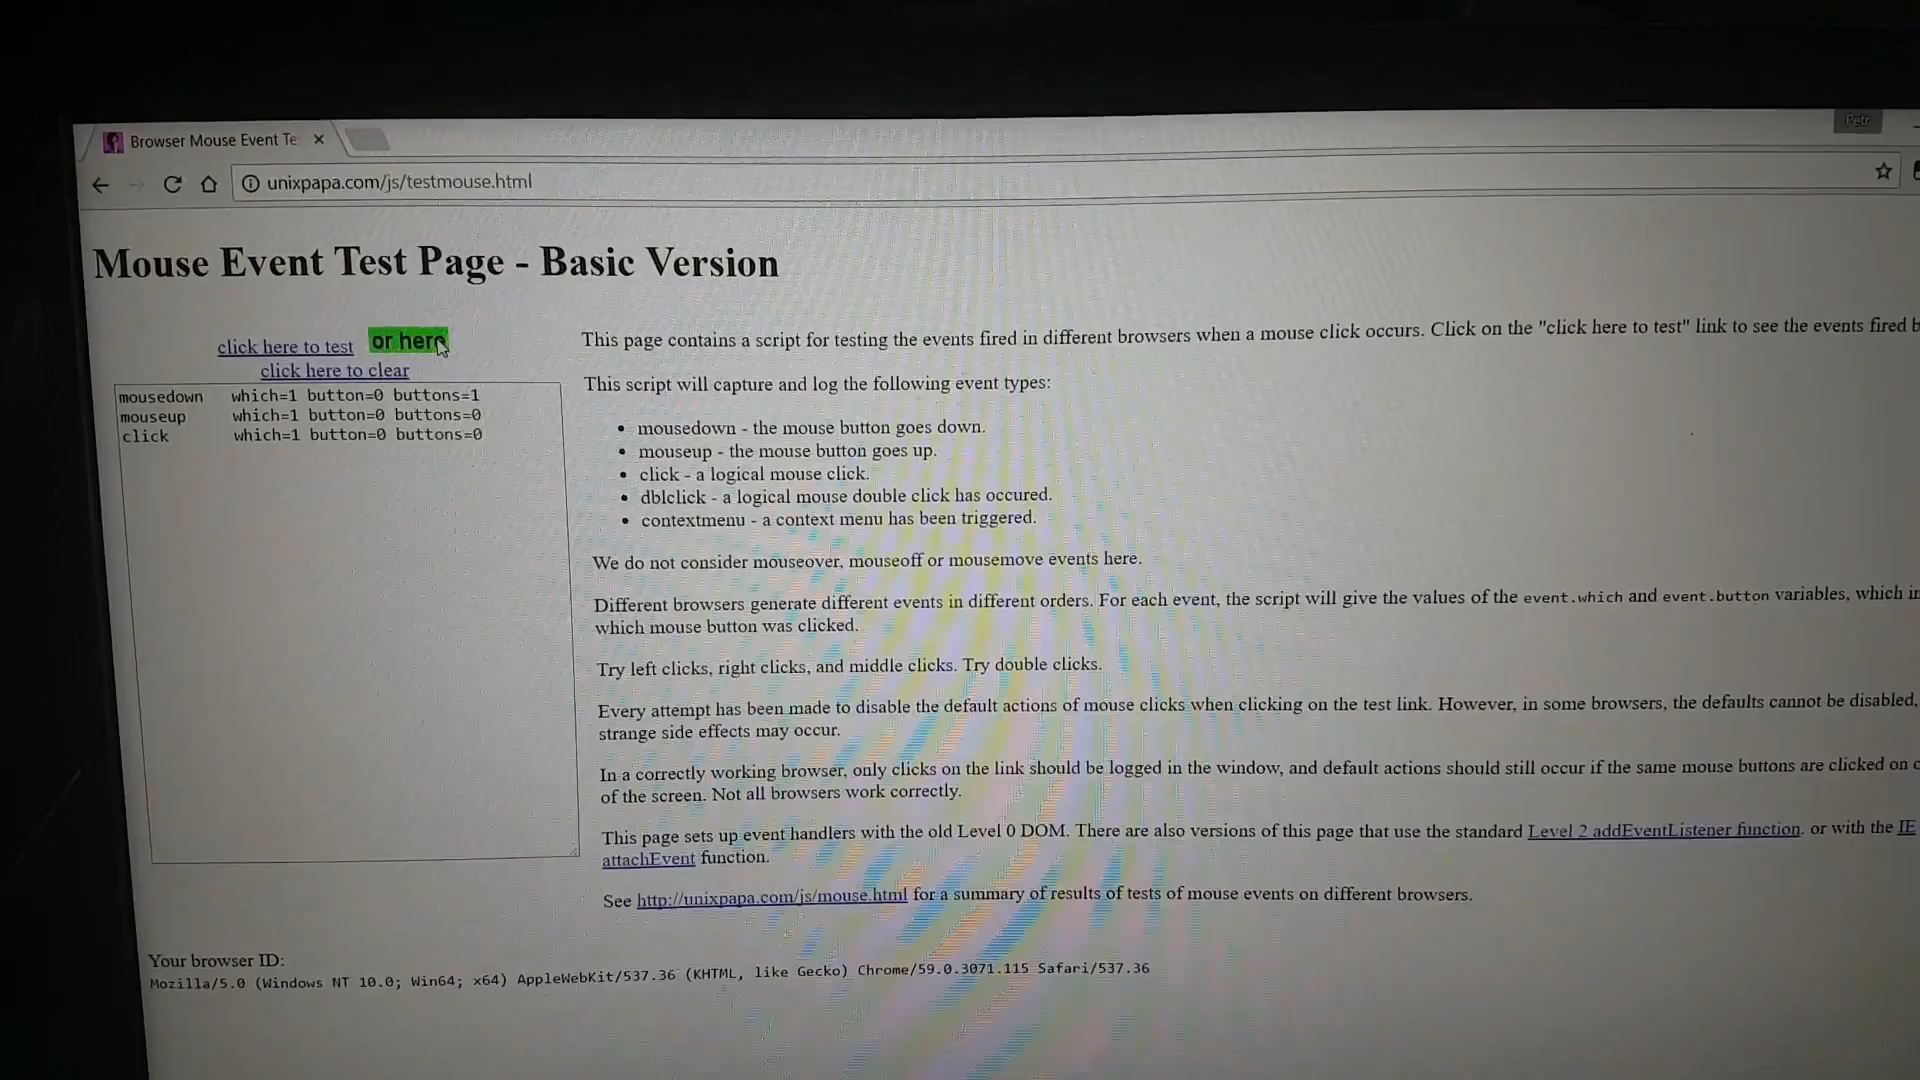 Browser Mouse Event Te
Petr
unixpapa.com/js/testmouse.html
Mouse Event Test Page - Basic Version
click here to test or here
click here to clear
mousedown which=1 button=0 buttons=1
mouseup which=1 button=0 buttons=0
click which=1 button=0 buttons=0
This page contains a script for testing the events fired in different browsers when a mouse click occurs. Click on the "click here to test" link to see the events fired b
This script will capture and log the following event types:
• mousedown - the mouse button goes down.
• mouseup - the mouse button goes up.
• click - a logical mouse click.
• dblclick - a logical mouse double click has occured.
• contextmenu - a context menu has been triggered.
We do not consider mouseover, mouseoff or mousemove events here.
Different browsers generate different events in different orders. For each event, the script will give the values of the event.which and event.button variables, which in
which mouse button was clicked.
Try left clicks, right clicks, and middle clicks. Try double clicks.
Every attempt has been made to disable the default actions of mouse clicks when clicking on the test link. However, in some browsers, the defaults cannot be disabled,
strange side effects may occur.
In a correctly working browser, only clicks on the link should be logged in the window, and default actions should still occur if the same mouse buttons are clicked on o
of the screen. Not all browsers work correctly.
This page sets up event handlers with the old Level 0 DOM. There are also versions of this page that use the standard Level 2 addEventListener function. or with the IE
attachEvent function.
See http://unixpapa.com/js/mouse.html for a summary of results of tests of mouse events on different browsers.
Your browser ID:
Mozilla/5.0 (Windows NT 10.0; Win64; x64) AppleWebKit/537.36 (KHTML, like Gecko) Chrome/59.0.3071.115 Safari/537.36